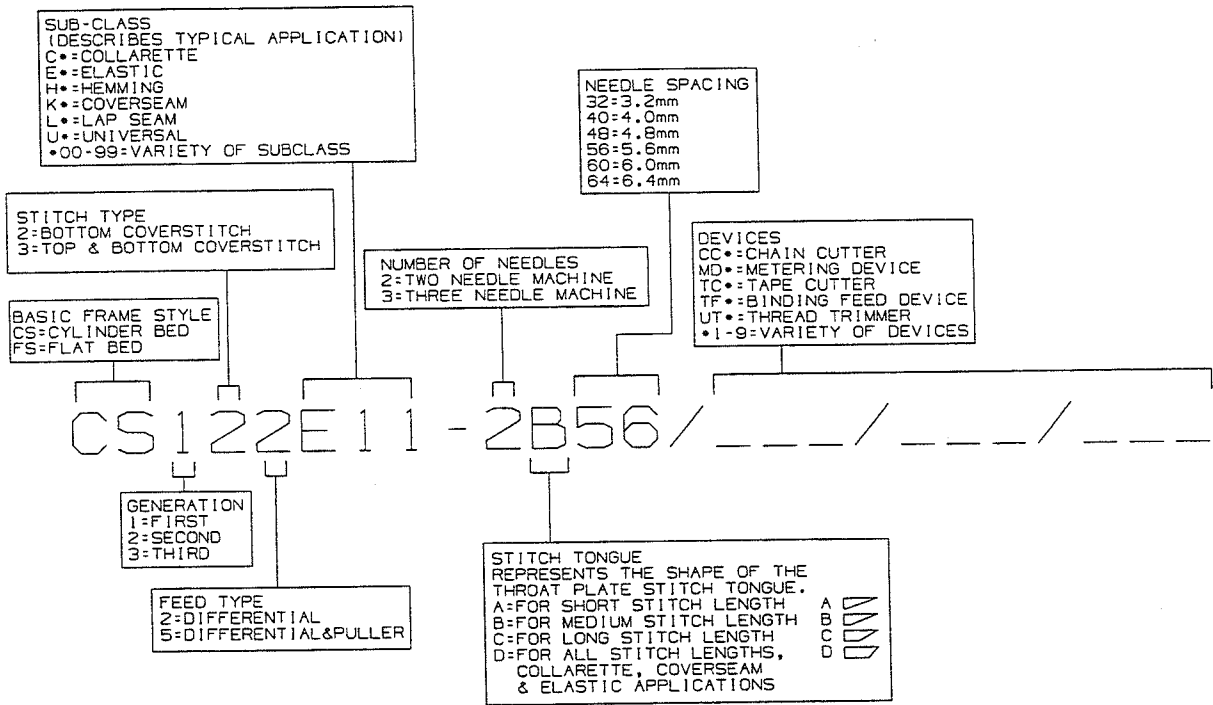 SUB-CLASS
(DESCRIBES TYPICAL APPLICATION)
C*=COLLARETTE
E*=ELASTIC
H*=HEMMING
K*=COVERSEAM
L*=LAP SEAM
U*=UNIVERSAL
*00-99=VARIETY OF SUBCLASS
NEEDLE SPACING
32=3.2mm
40=4.0mm
48=4.8mm
56=5.6mm
60=6.0mm
64=6.4mm
STITCH TYPE
2=BOTTOM COVERSTITCH
3=TOP & BOTTOM COVERSTITCH
NUMBER OF NEEDLES
2=TWO NEEDLE MACHINE
3=THREE NEEDLE MACHINE
DEVICES
CC*=CHAIN CUTTER
MD*=METERING DEVICE
TC*=TAPE CUTTER
TF*=BINDING FEED DEVICE
UT*=THREAD TRIMMER
*1-9=VARIETY OF DEVICES
BASIC FRAME STYLE
CS=CYLINDER BED
FS=FLAT BED
CS122E11-2B56/___/___/___
GENERATION
1=FIRST
2=SECOND
3=THIRD
FEED TYPE
2=DIFFERENTIAL
5=DIFFERENTIAL&PULLER
STITCH TONGUE
REPRESENTS THE SHAPE OF THE
THROAT PLATE STITCH TONGUE.
A=FOR SHORT STITCH LENGTH A
B=FOR MEDIUM STITCH LENGTH B
C=FOR LONG STITCH LENGTH C
D=FOR ALL STITCH LENGTHS, D
COLLARETTE, COVERSEAM
& ELASTIC APPLICATIONS